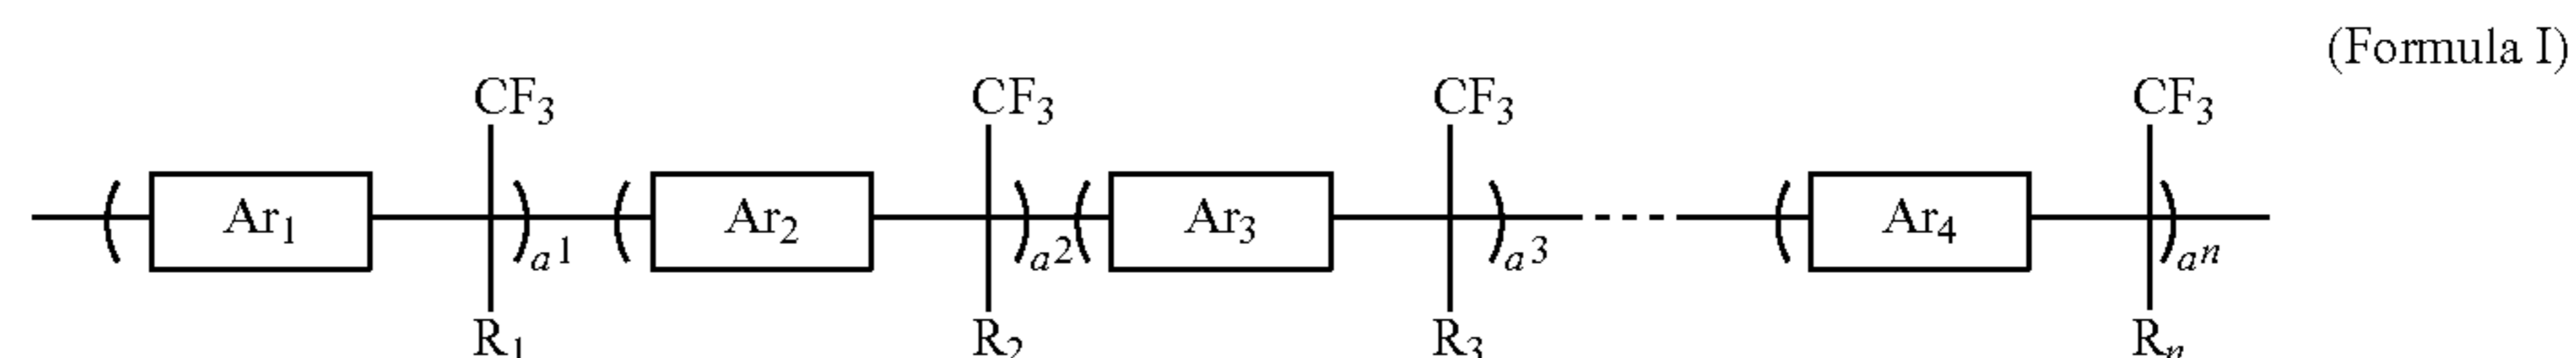 (Formula I)
CF3 CF3 CF3 CF3
( Ar1 )a1 ( Ar2 )a2 ( Ar3 )a3 ( Ar4 )an
R1 R2 R3 Rn